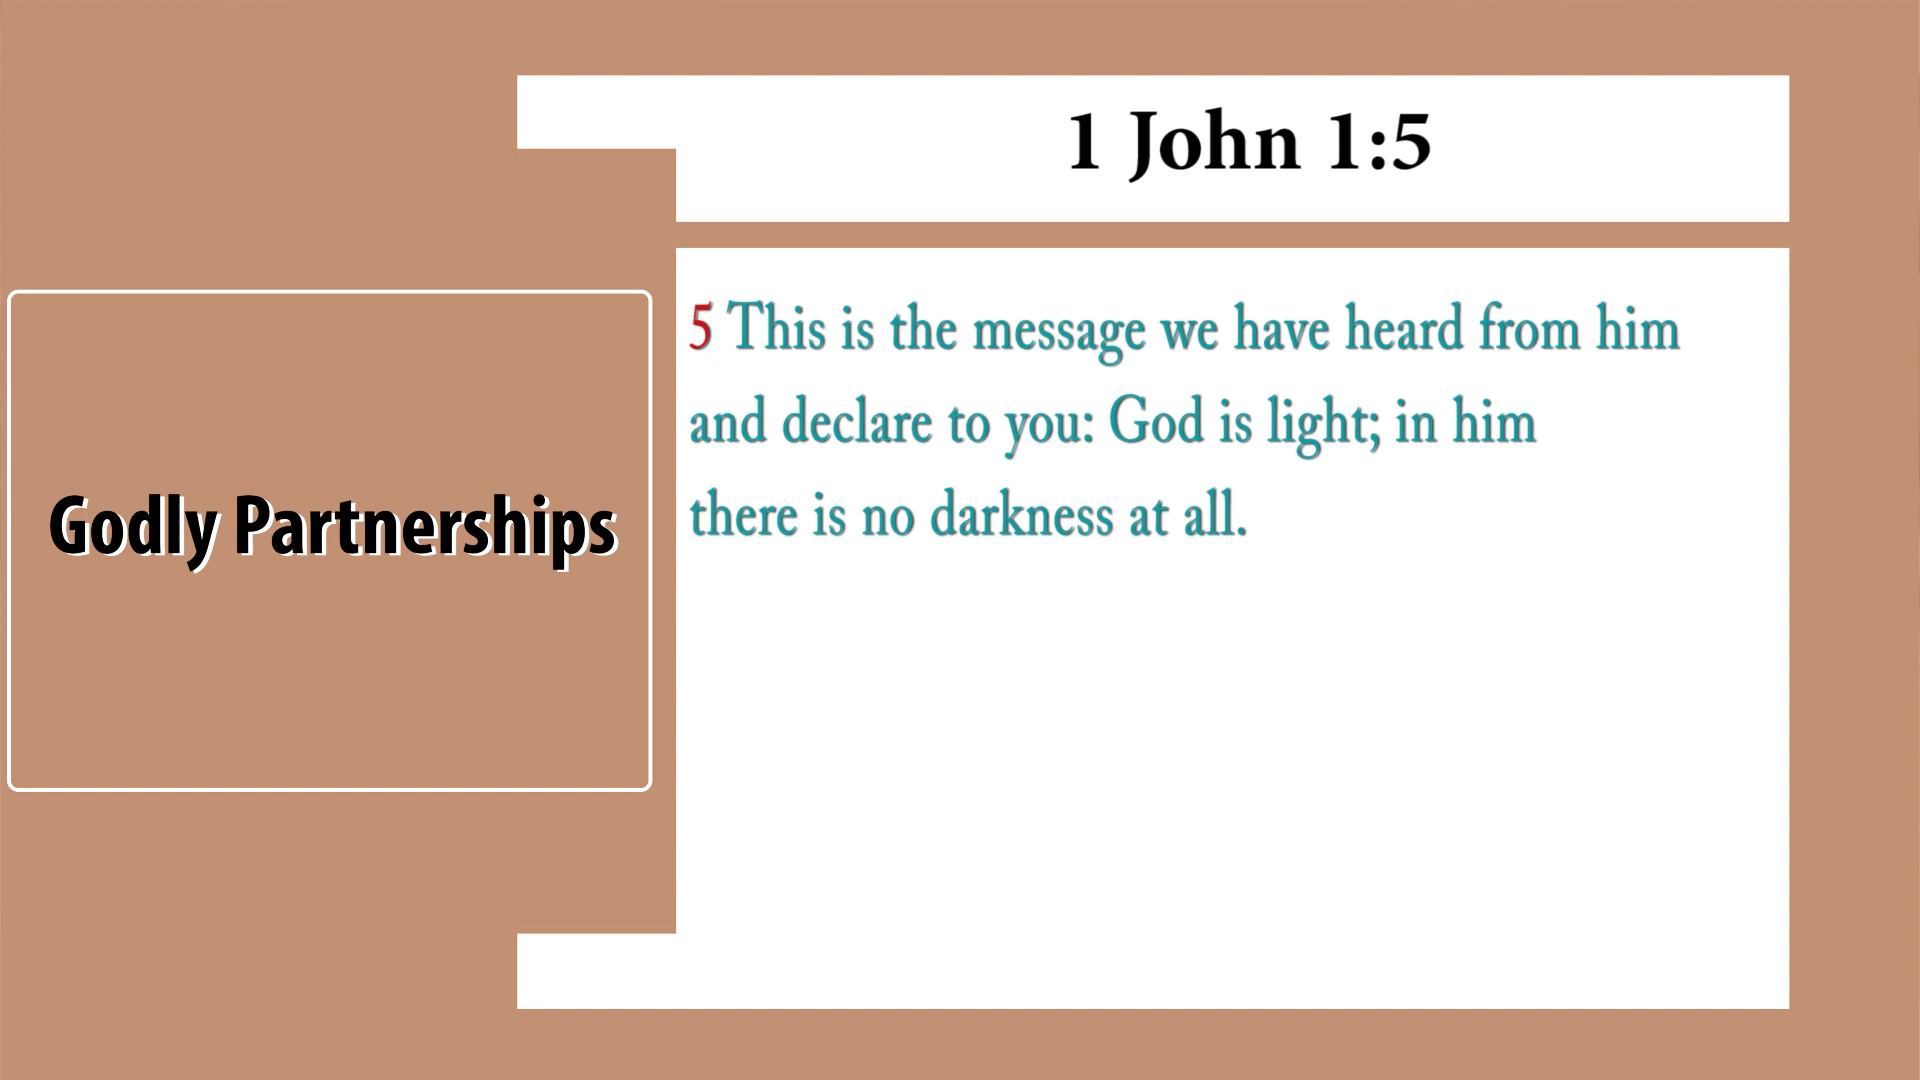 1 John 1:5
Godly Partnerships
5 This is the message we have heard from him
and declare to you: God is light; in him
there is no darkness at all.